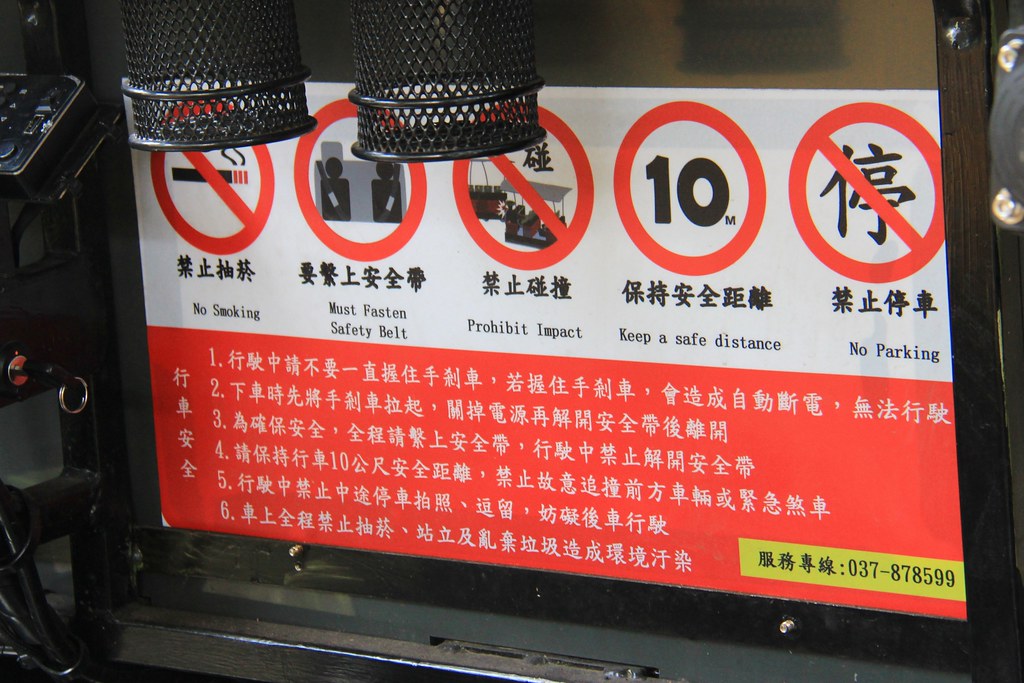 碰
10M
停
禁止抽菸
要繫上安全帶
禁止碰撞
保持安全距離
禁止停車
No Smoking
Must Fasten
Safety Belt
Prohibit Impact
Keep a safe distance
No Parking
行車安全
1.行駛中請不要一直握住手剎車，若握住手剎車，會造成自動斷電，無法行駛
2.下車時先將手剎車拉起，關掉電源再解開安全帶後離開
3.為確保安全，全程請繫上安全帶，行駛中禁止解開安全帶
4.請保持行車10公尺安全距離，禁止故意追撞前方車輛或緊急煞車
5.行駛中禁止中途停車拍照、逗留，妨礙後車行駛
6.車上全程禁止抽菸、站立及亂棄垃圾造成環境汙染
服務專線:037-878599